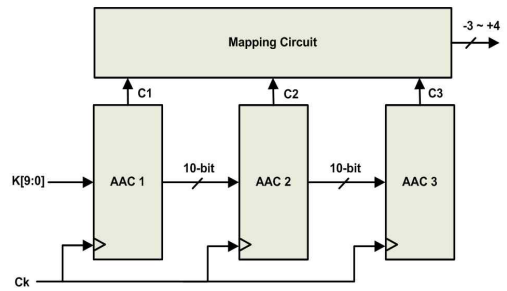 -3 ~ +4
Mapping Circuit
C1
C2
C3
K[9:0]
AAC 1
10-bit
AAC 2
10-bit
AAC 3
Ck